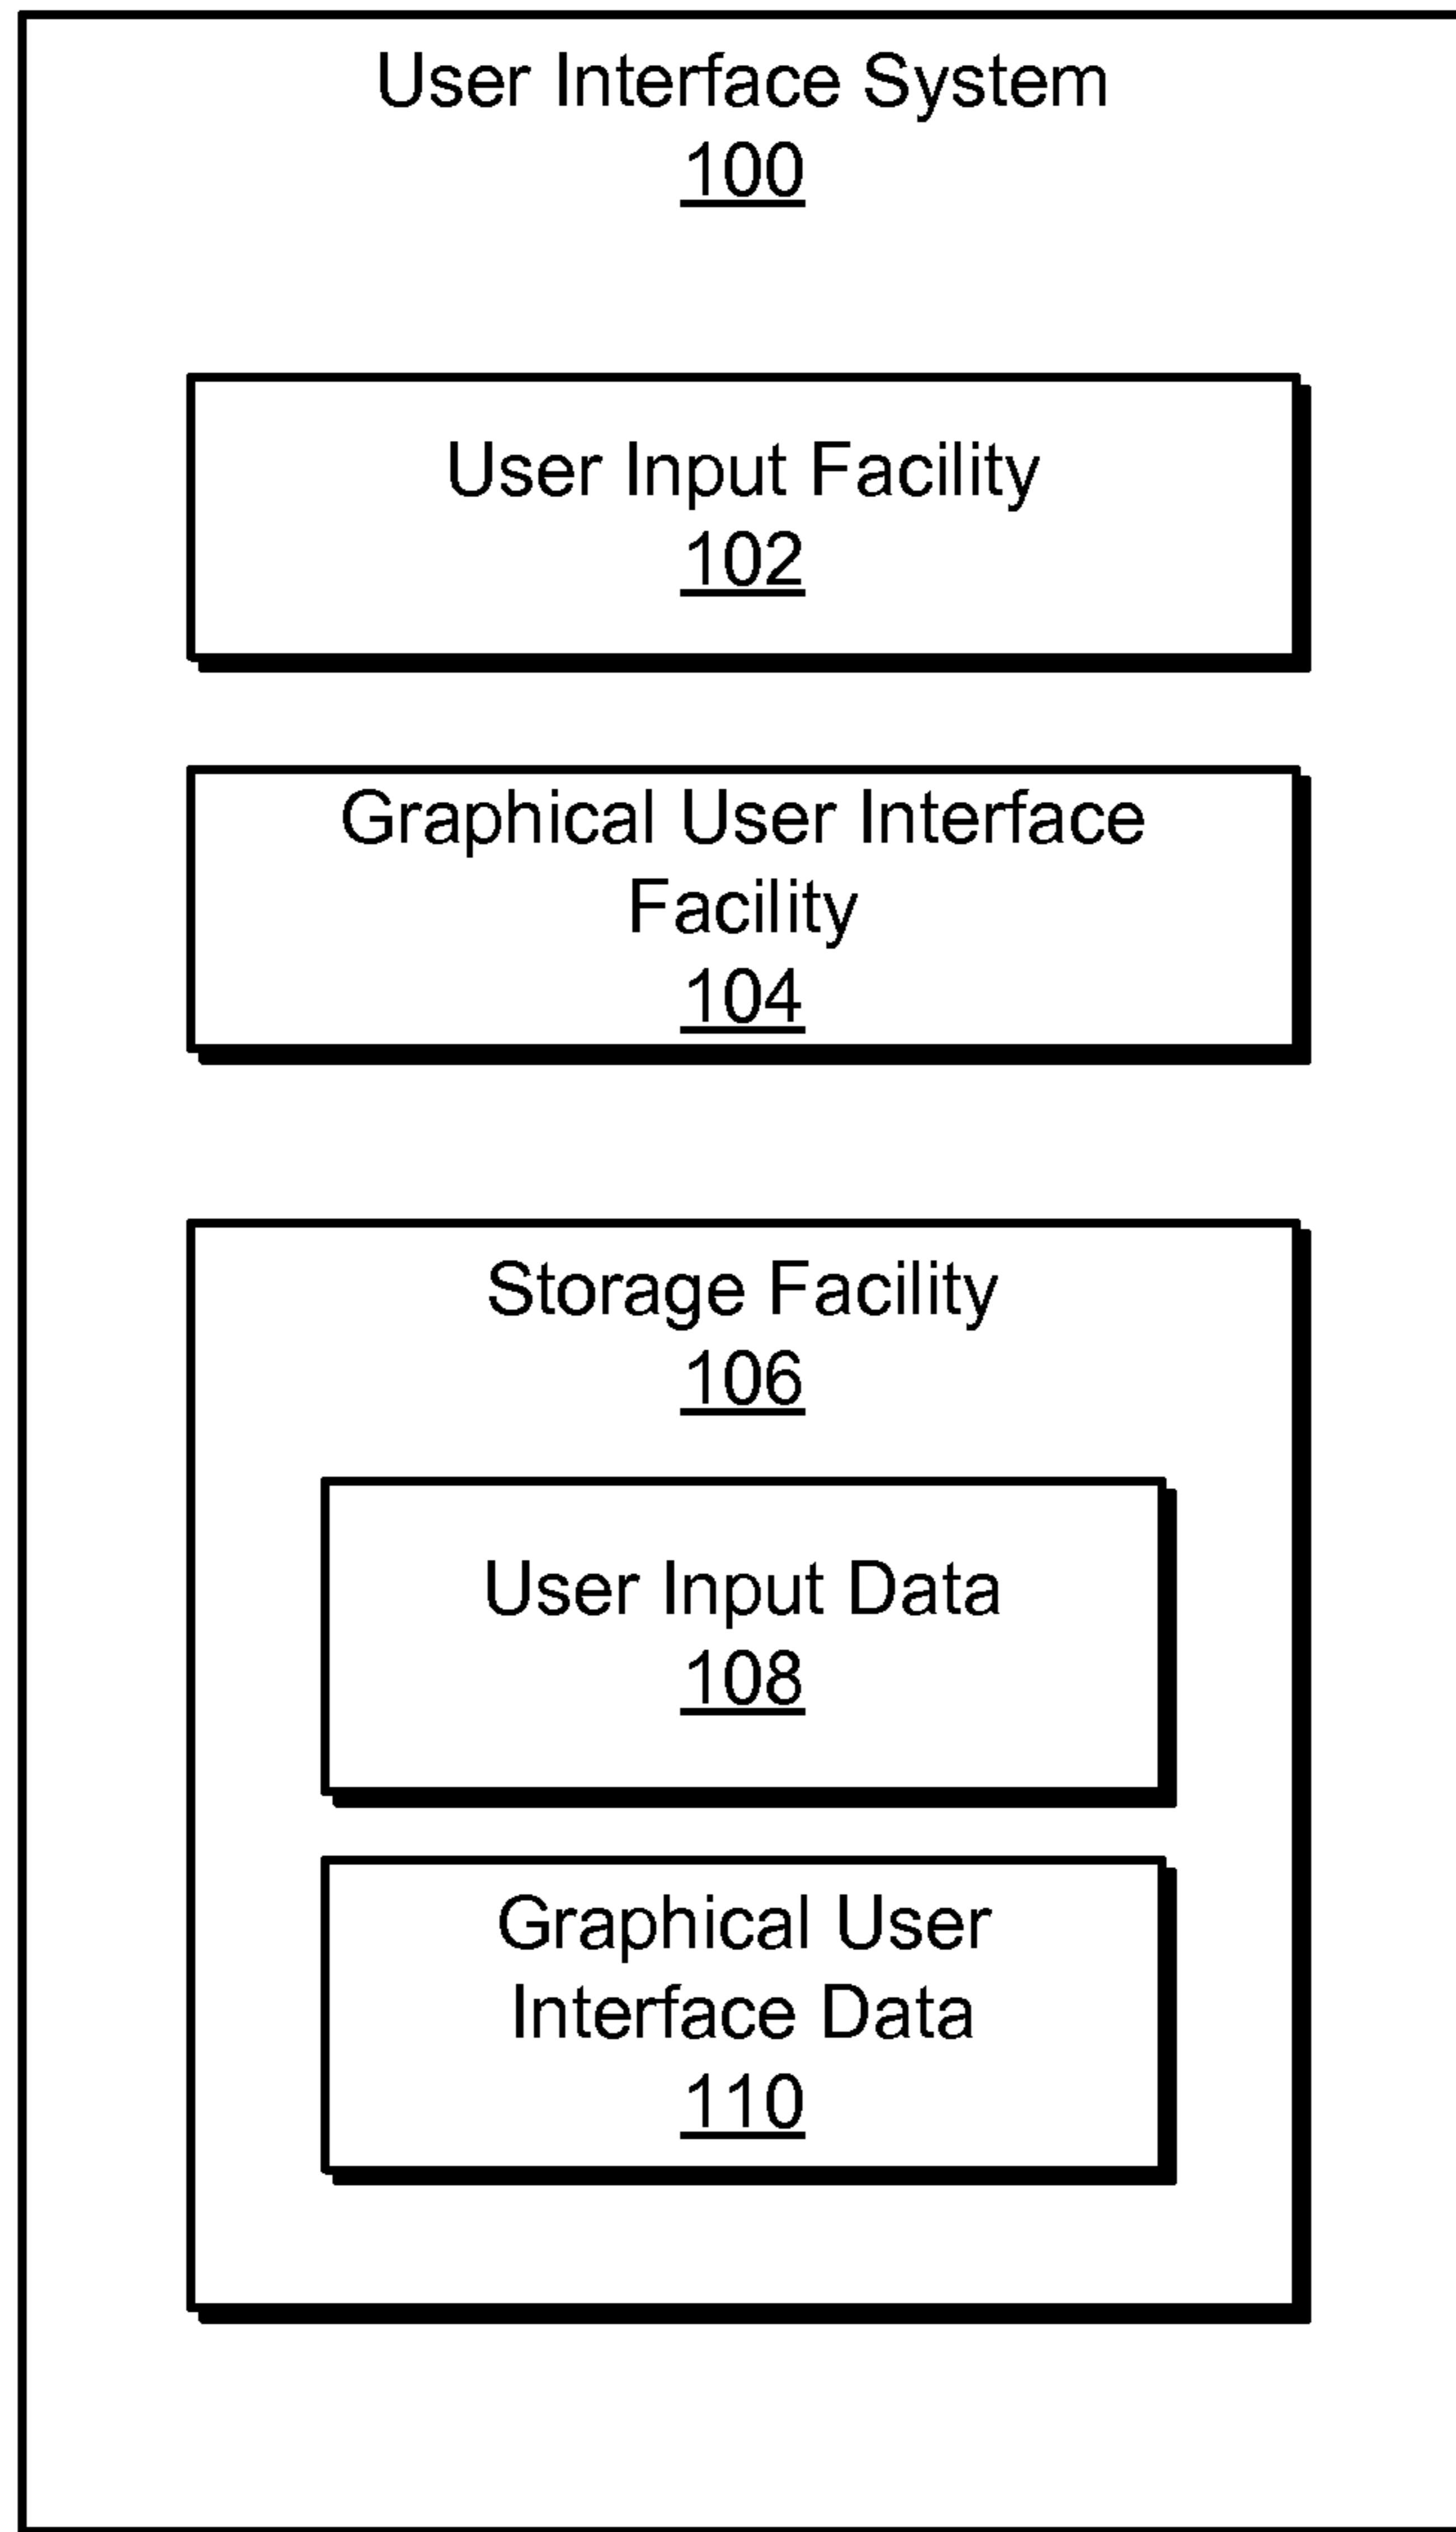 User Interface System
100
User Input Facility
102
Graphical User Interface
Facility
104
Storage Facility
106
User Input Data
108
Graphical User
Interface Data
110